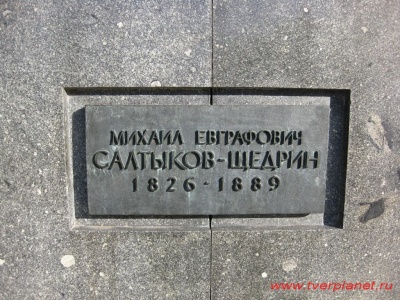 МИХАИЛ ЕВГРАФОВИЧ
САЛТЫКОВ-ЩЕДРИН
1826-1889
www.tverplanet.ru